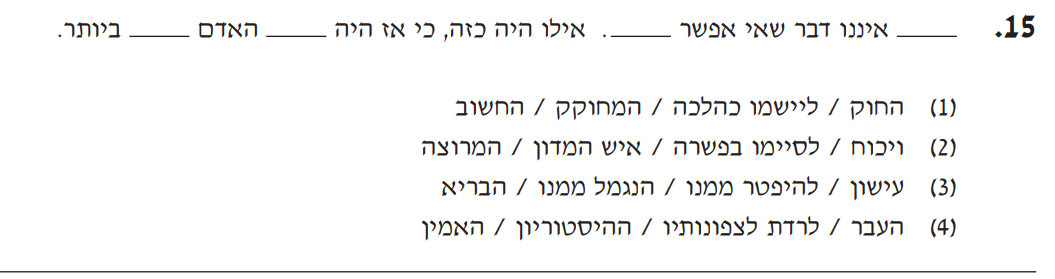 15. _____ איננו דבר שאי אפשר _____. אילו היה כזה, כי אז היה _____ האדם _____ ביותר.
(1) החוק / ליישמו כהלכה / המחוקק / החשוב
(2) ויכוח / לסיימו בפשרה / איש המדון / המרוצה
(3) עישון / להיפטר ממנו / הנגמל ממנו / הבריא
(4) העבר / לרדת לצפונותיו / ההיסטוריון / האמין